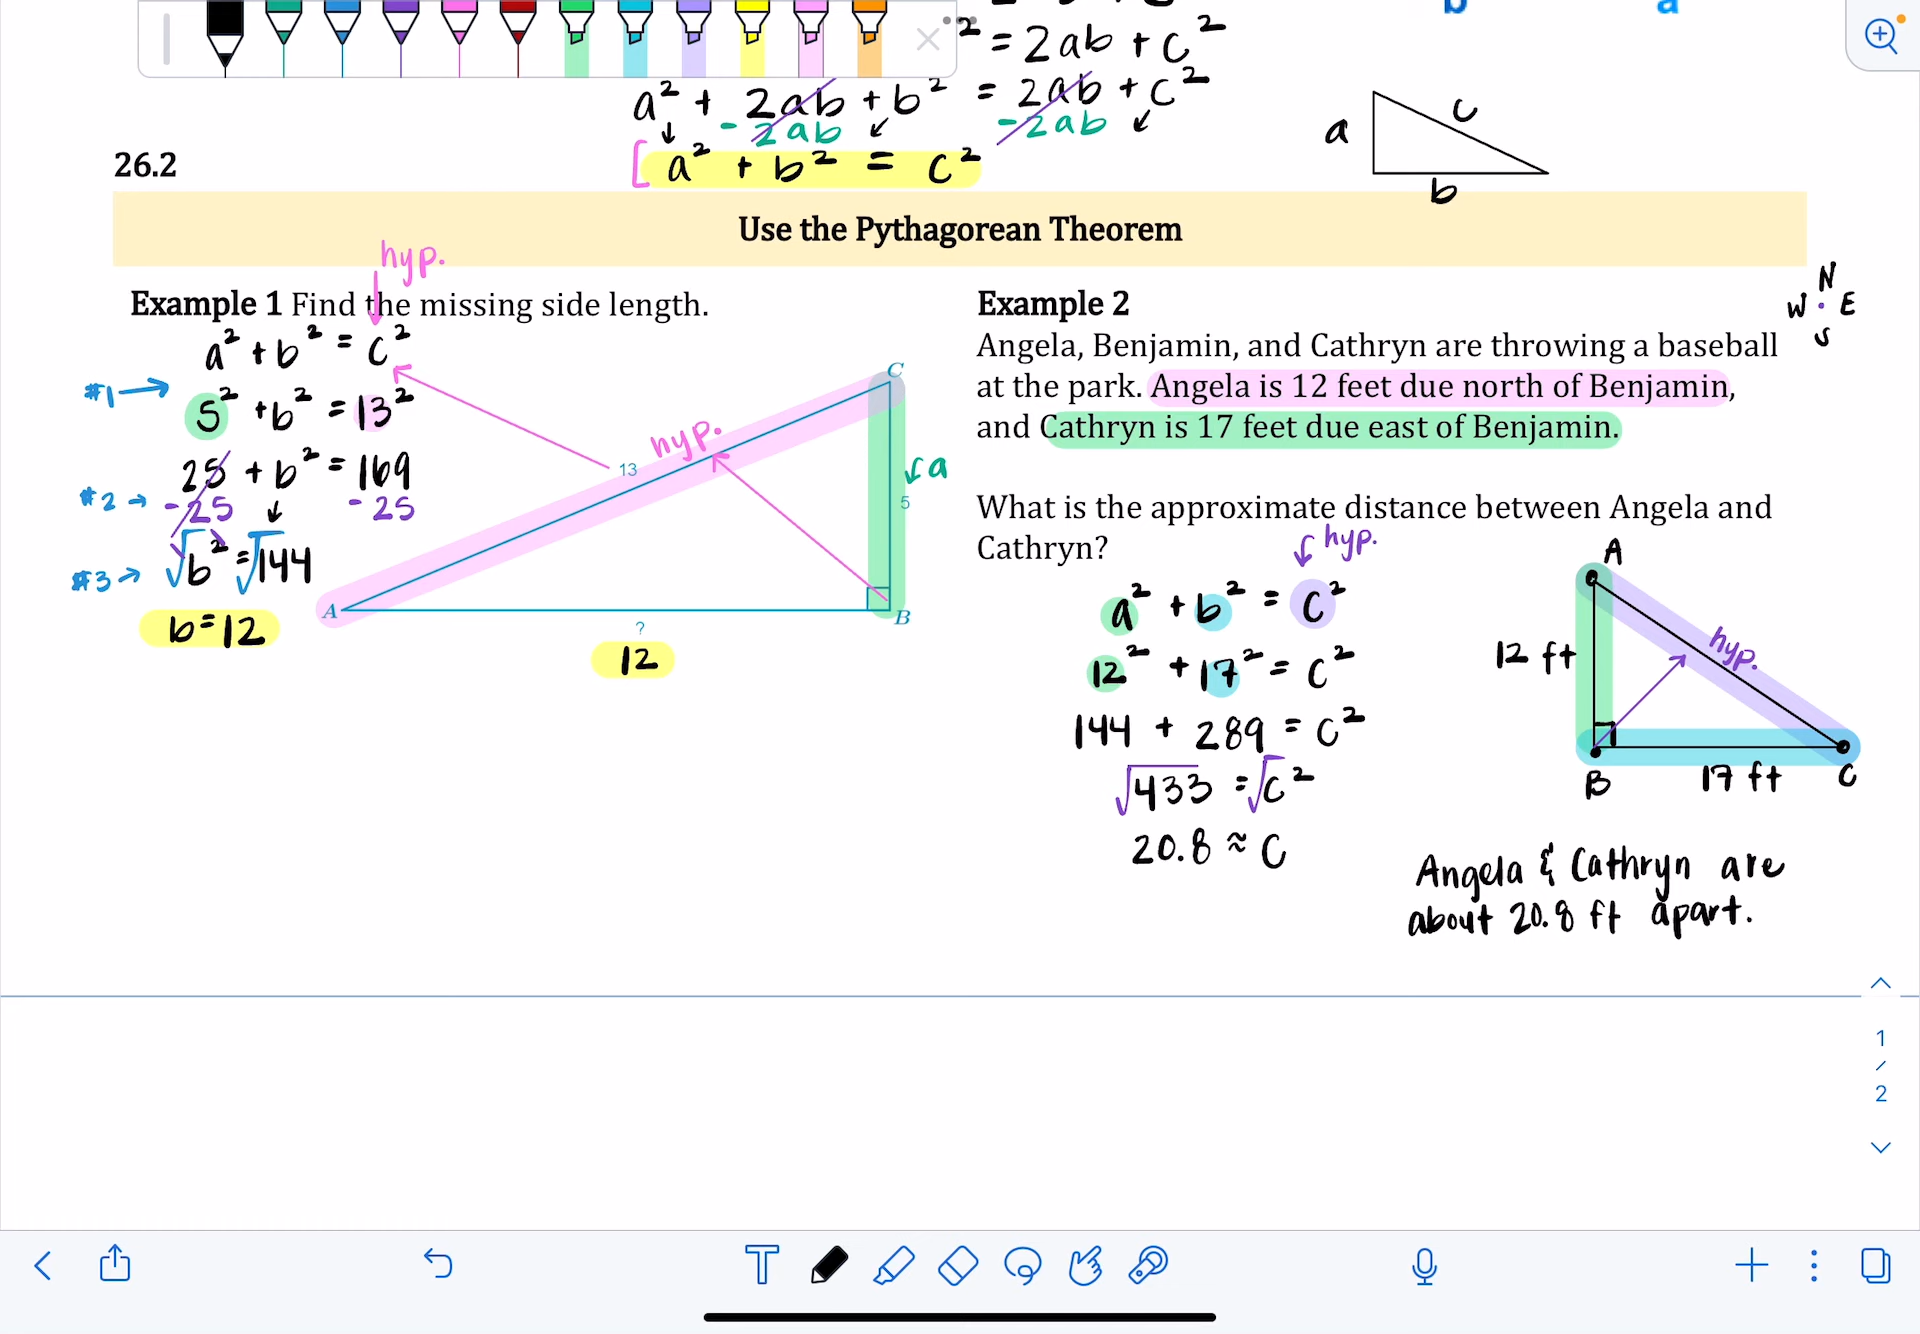 b a
² = 2ab + c²
a² + 2ab + b² = 2ab + c²
- 2ab - 2ab
a² + b² = c²
a
c
b
26.2
Use the Pythagorean Theorem
hyp.
Example 1 Find the missing side length.
a² + b² = c²
#1 → 5² + b² = 13²
25 + b² = 169
#2 → -25 -25
#3 → √b² = √144
b = 12
13
hyp.
C
a
5
A
B
?
12
Example 2
N
W E
S
Angela, Benjamin, and Cathryn are throwing a baseball
at the park. Angela is 12 feet due north of Benjamin,
and Cathryn is 17 feet due east of Benjamin.
What is the approximate distance between Angela and
Cathryn?
hyp.
a² + b² = c²
12² + 17² = c²
144 + 289 = c²
√433 = √c²
20.8 ≈ c
A
12 ft
hyp.
B
17 ft
C
Angela & Cathryn are
about 20.8 ft apart.
1
/
2
T